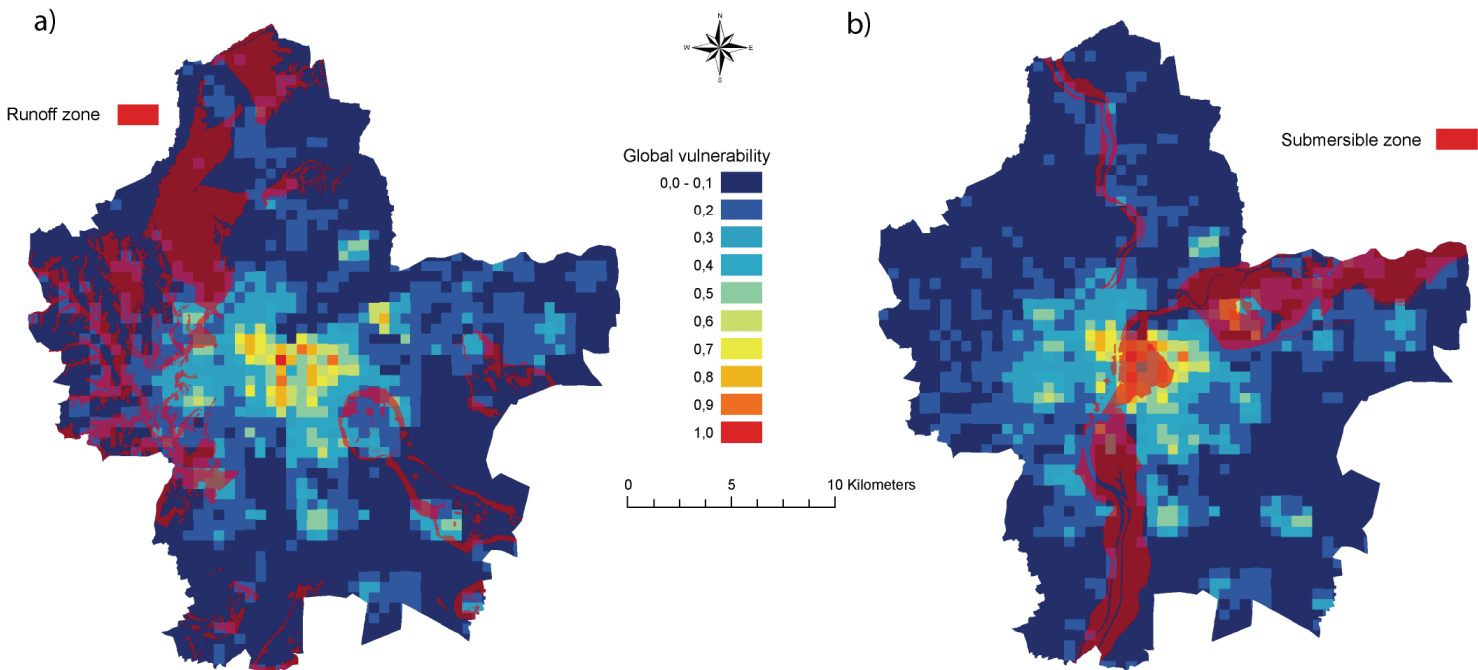 a)
b)
N
W
E
S
Runoff zone
Submersible zone
Global vulnerability
0,0 - 0,1
0,2
0,3
0,4
0,5
0,6
0,7
0,8
0,9
1,0
0 5 10 Kilometers